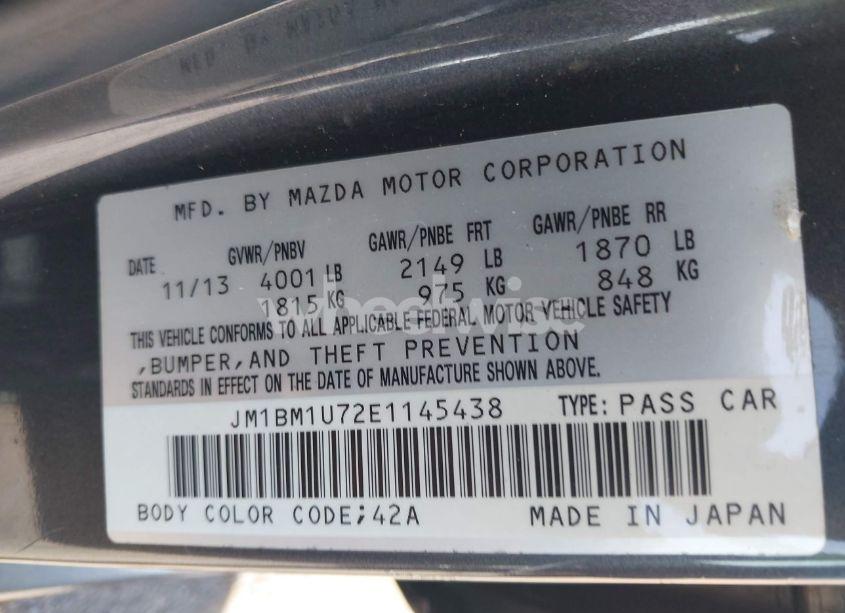 MFD. BY MAZDA MOTOR CORPORATION
DATE GVWR/PNBV GAWR/PNBE FRT GAWR/PNBE RR
11/13 4001 LB 2149 LB 1870 LB
1815 KG 975 KG 848 KG
THIS VEHICLE CONFORMS TO ALL APPLICABLE FEDERAL MOTOR VEHICLE SAFETY
,BUMPER,AND THEFT PREVENTION
STANDARDS IN EFFECT ON THE DATE OF MANUFACTURE SHOWN ABOVE.
JM1BM1U72E1145438 TYPE: PASS CAR
BODY COLOR CODE;42A MADE IN JAPAN
wheelwise